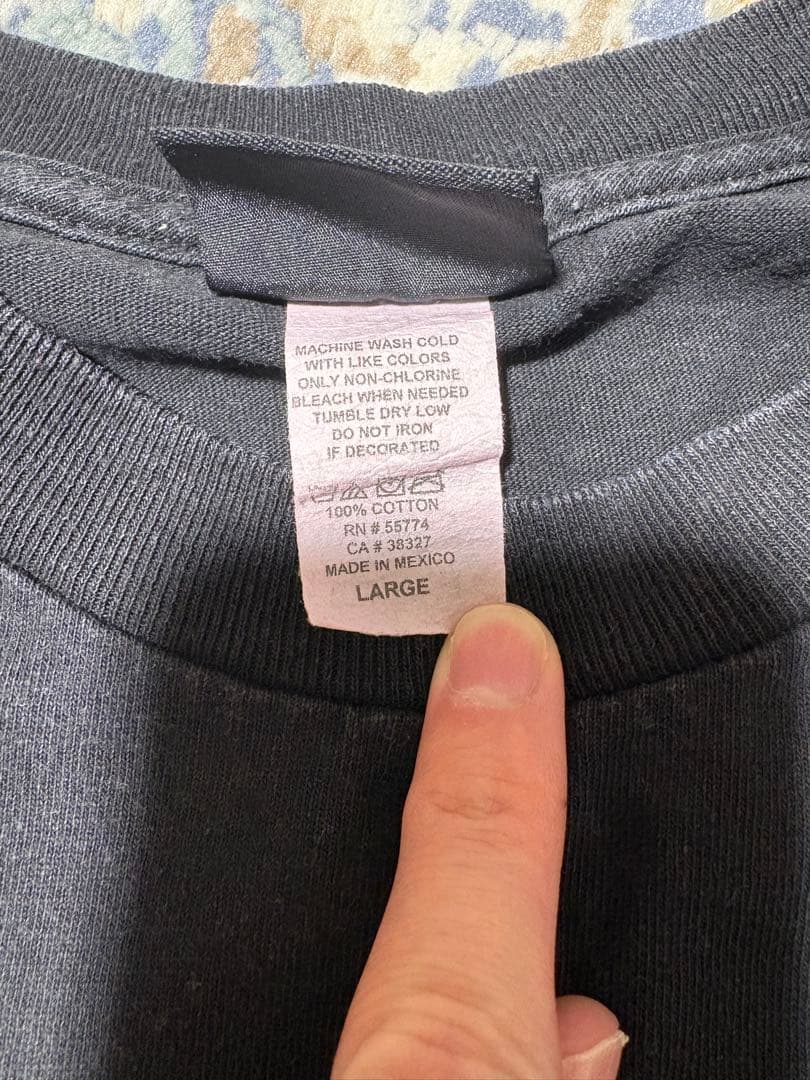 MACHINE WASH COLD
WITH LIKE COLORS
ONLY NON-CHLORINE
BLEACH WHEN NEEDED
TUMBLE DRY LOW
DO NOT IRON
IF DECORATED
100% COTTON
RN # 55774
CA # 38327
MADE IN MEXICO
LARGE